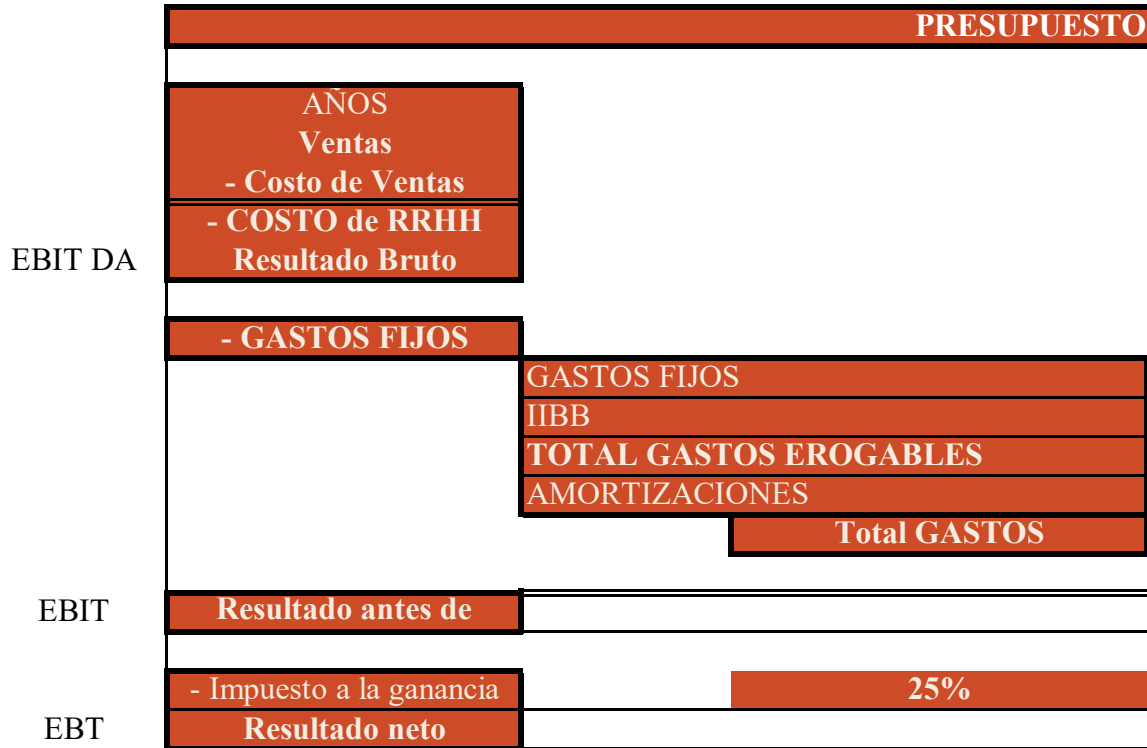 PRESUPUESTO
AÑOS
Ventas
- Costo de Ventas
- COSTO de RRHH
EBIT DA Resultado Bruto
- GASTOS FIJOS
GASTOS FIJOS
IIBB
TOTAL GASTOS EROGABLES
AMORTIZACIONES
Total GASTOS
EBIT Resultado antes de
- Impuesto a la ganancia 25%
EBT Resultado neto